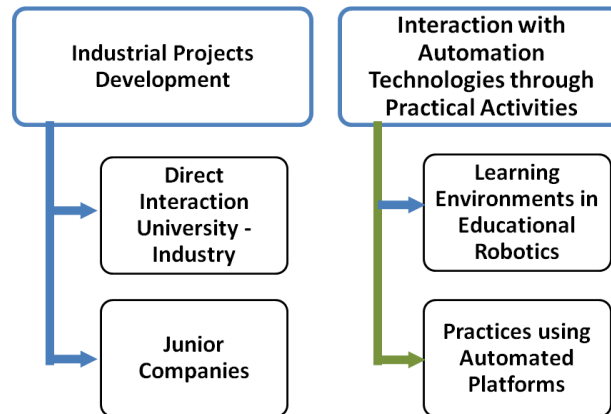 Industrial Projects
Development
Interaction with
Automation
Technologies through
Practical Activities
Direct
Interaction
University -
Industry
Learning
Environments in
Educational
Robotics
Junior
Companies
Practices using
Automated
Platforms